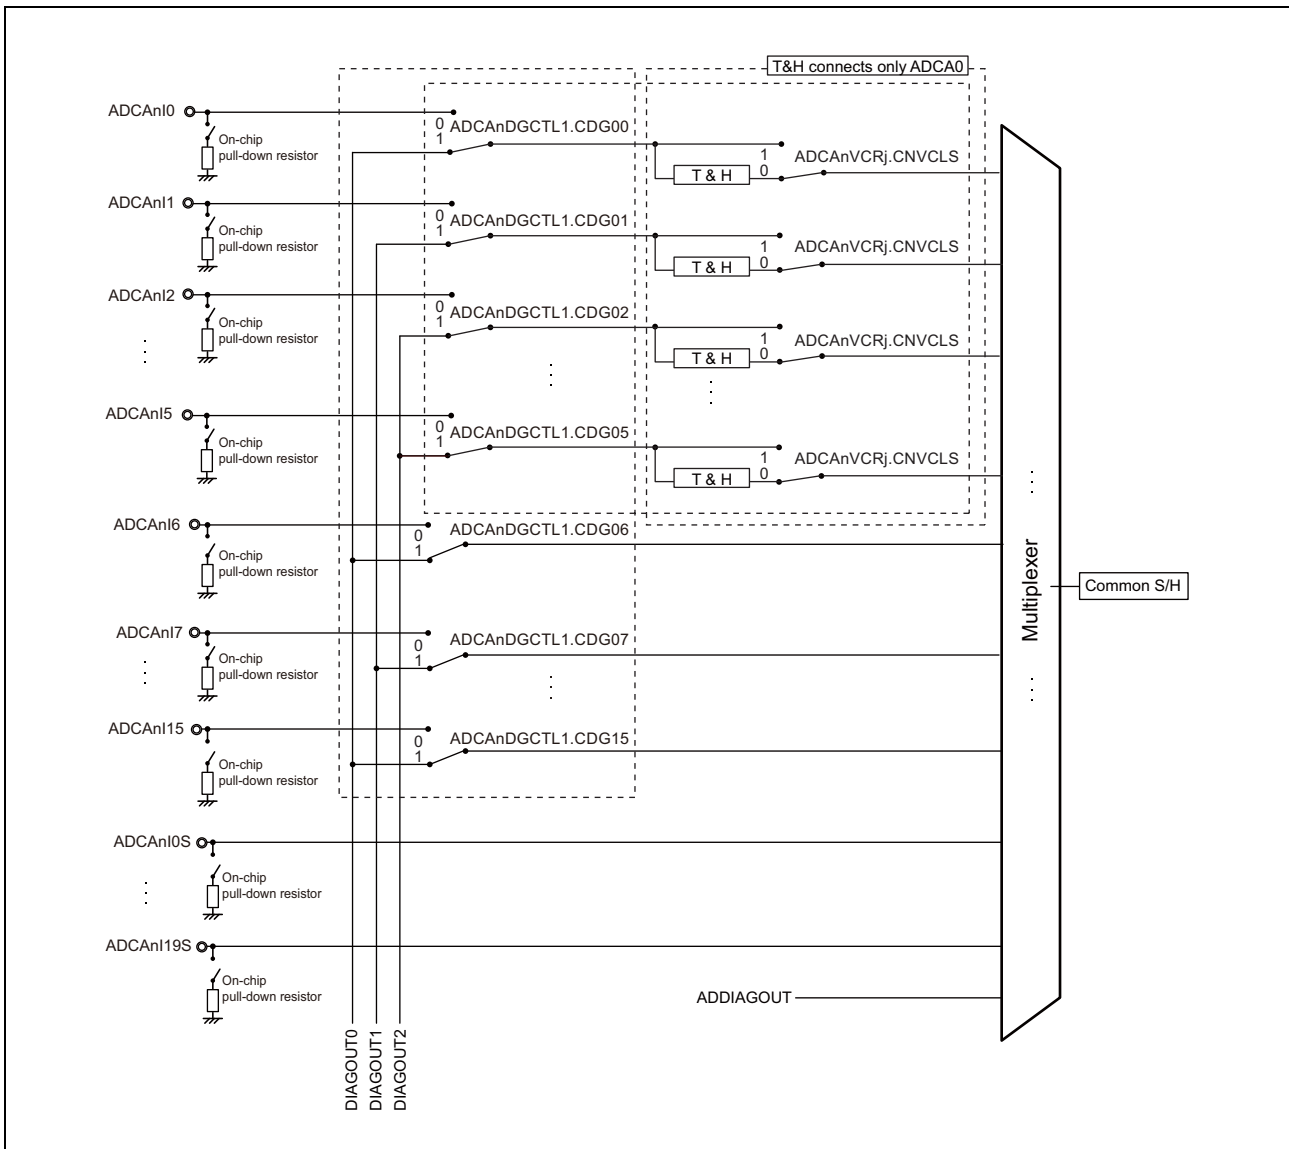 T&H connects only ADCA0
ADCAnI0
0
1
ADCAnDGCTL1.CDG00
On-chip
pull-down resistor
1
0
ADCAnVCRj.CNVCLS
T & H
ADCAnI1
0
1
ADCAnDGCTL1.CDG01
On-chip
pull-down resistor
1
0
ADCAnVCRj.CNVCLS
T & H
ADCAnI2
0
1
ADCAnDGCTL1.CDG02
On-chip
pull-down resistor
1
0
ADCAnVCRj.CNVCLS
T & H
ADCAnI5
0
1
ADCAnDGCTL1.CDG05
On-chip
pull-down resistor
1
0
ADCAnVCRj.CNVCLS
T & H
ADCAnI6
0
1
ADCAnDGCTL1.CDG06
On-chip
pull-down resistor
Multiplexer
Common S/H
ADCAnI7
0
1
ADCAnDGCTL1.CDG07
On-chip
pull-down resistor
ADCAnI15
0
1
ADCAnDGCTL1.CDG15
On-chip
pull-down resistor
ADCAnI0S
On-chip
pull-down resistor
ADCAnI19S
On-chip
pull-down resistor
ADDIAGOUT
DIAGOUT0
DIAGOUT1
DIAGOUT2